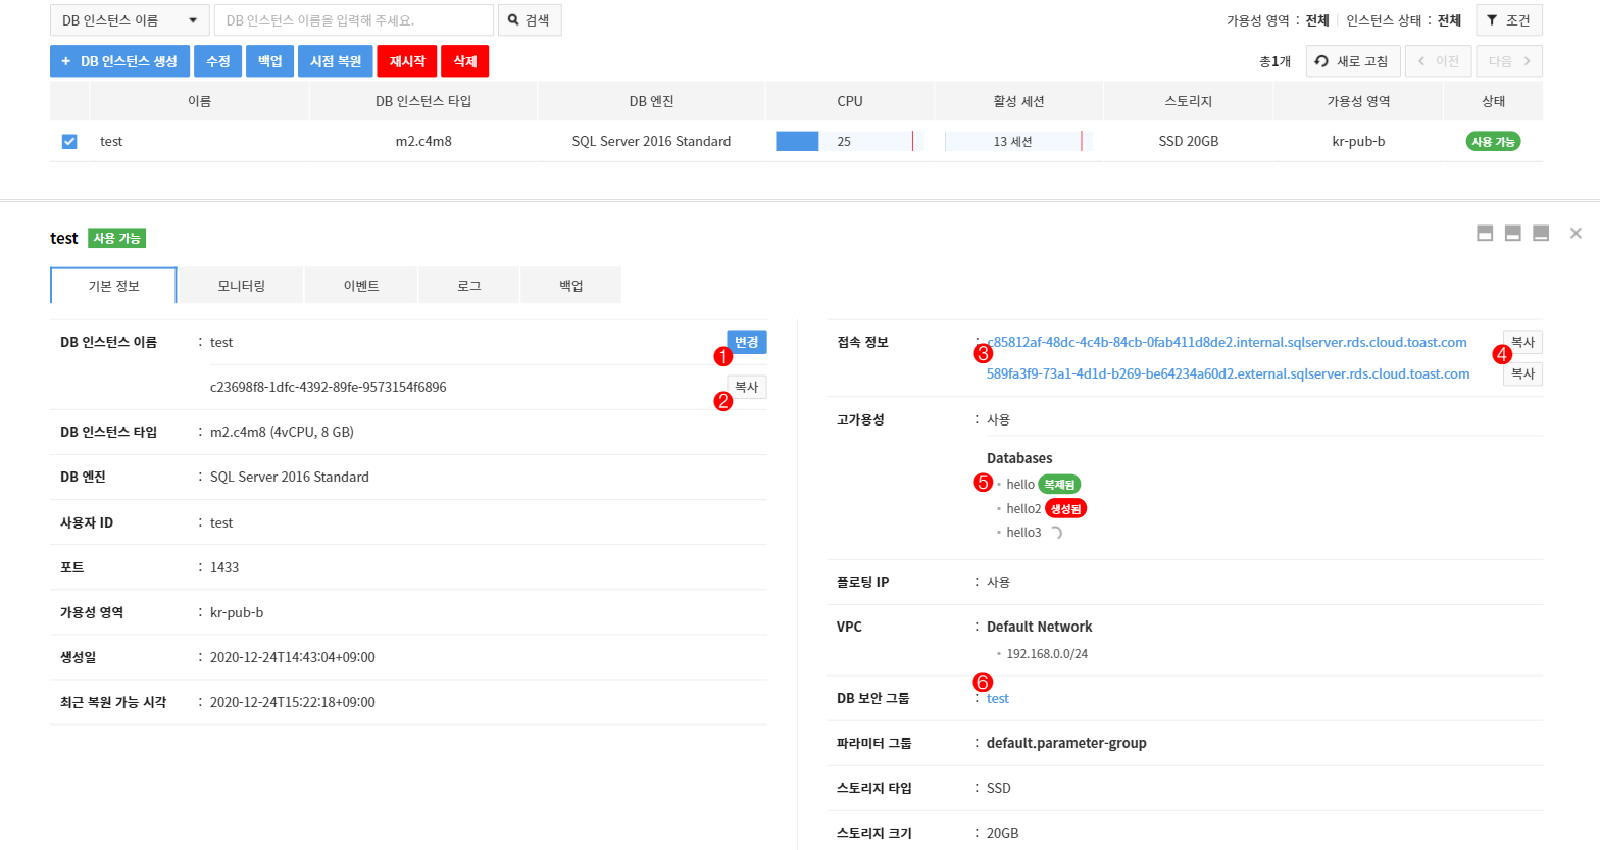 DB 인스턴스 이름
DB 인스턴스 이름을 입력해 주세요.
검색
가용성 영역 : 전체
인스턴스 상태 : 전체
조건
+ DB 인스턴스 생성
수정
백업
시점 복원
재시작
삭제
총1개
새로 고침
이전
다음
이름
DB 인스턴스 타입
DB 엔진
CPU
활성 세션
스토리지
가용성 영역
상태
test
m2.c4m8
SQL Server 2016 Standard
25
13 세션
SSD 20GB
kr-pub-b
사용 가능
test
사용 가능
기본 정보
모니터링
이벤트
로그
백업
DB 인스턴스 이름 : test
변경
1
c23698f8-1dfc-4392-89fe-9573154f6896
복사
2
DB 인스턴스 타입 : m2.c4m8 (4vCPU, 8 GB)
DB 엔진 : SQL Server 2016 Standard
사용자 ID : test
포트 : 1433
가용성 영역 : kr-pub-b
생성일 : 2020-12-24T14:43:04+09:00
최근 복원 가능 시각 : 2020-12-24T15:22:18+09:00
접속 정보 : c85812af-48dc-4c4b-84cb-0fab411d8de2.internal.sqlserver.rds.cloud.toast.com
복사
3
4
589fa3f9-73a1-4d1d-b269-be64234a60d2.external.sqlserver.rds.cloud.toast.com
복사
고가용성 : 사용
Databases
5
hello 복제됨
hello2 생성됨
hello3
플로팅 IP : 사용
VPC : Default Network
192.168.0.0/24
6
DB 보안 그룹 : test
파라미터 그룹 : default.parameter-group
스토리지 타입 : SSD
스토리지 크기 : 20GB